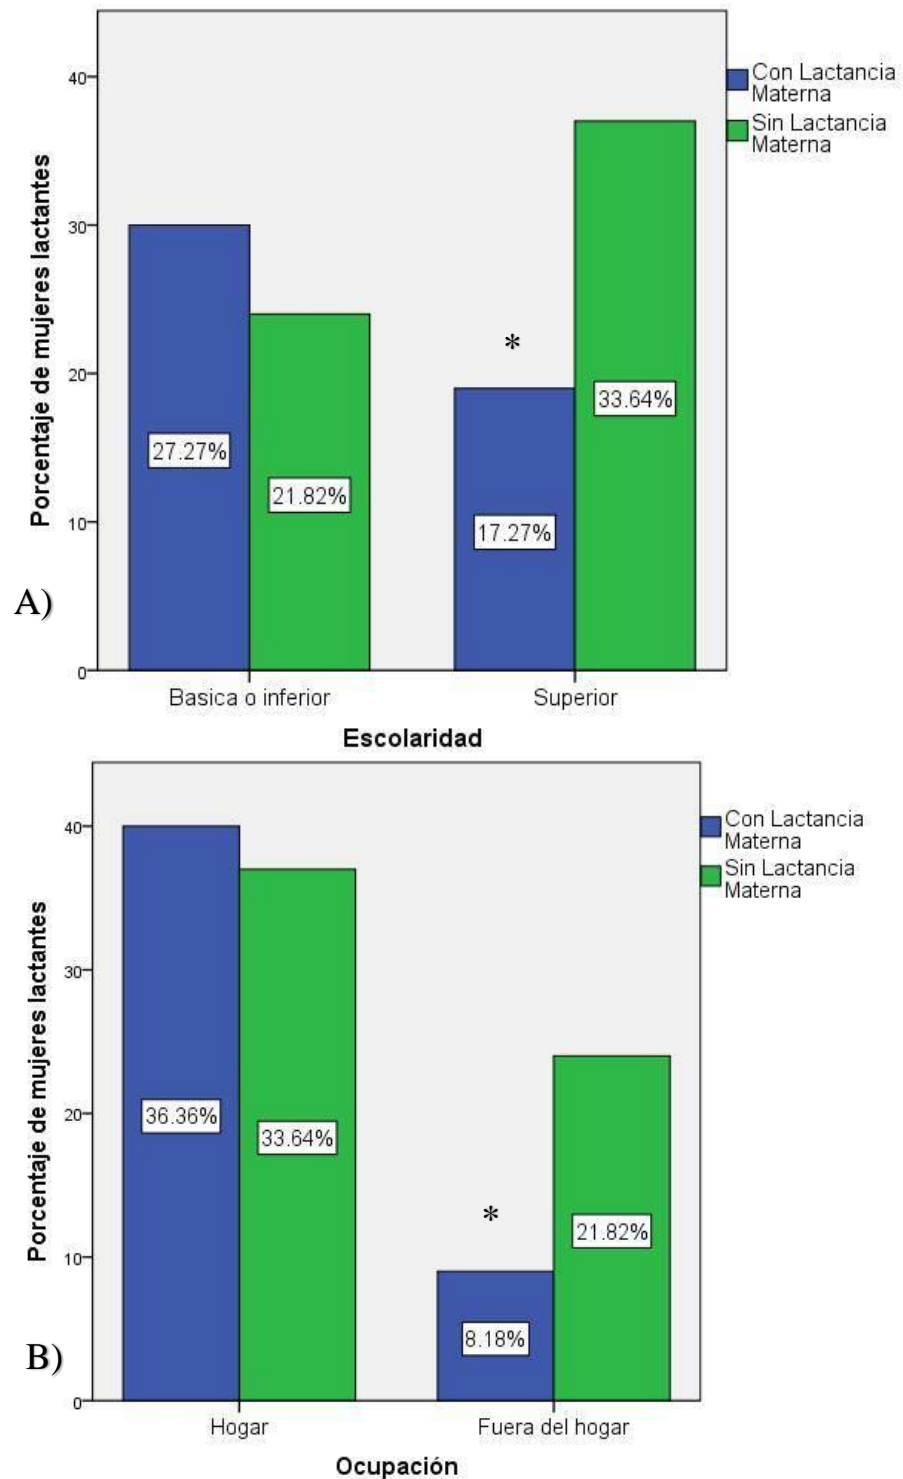 40
30
20
10
0
Porcentaje de mujeres lactantes
Con Lactancia
Materna
Sin Lactancia
Materna
*
27.27%
21.82%
17.27%
33.64%
A)
Basica o inferior
Superior
Escolaridad
40
30
20
10
0
Porcentaje de mujeres lactantes
Con Lactancia
Materna
Sin Lactancia
Materna
*
36.36%
33.64%
8.18%
21.82%
B)
Hogar
Fuera del hogar
Ocupación